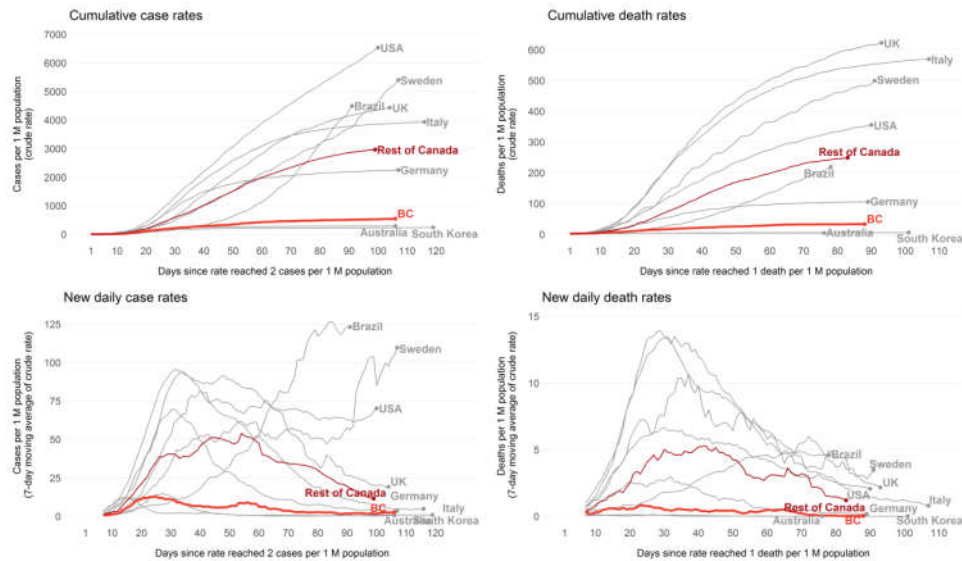 Cumulative case rates
7000
6000
5000
4000
3000
2000
1000
0
Cases per 1 M population
(crude rate)
USA
Sweden
Brazil
UK
Italy
Rest of Canada
Germany
BC
Australia
South Korea
1 10 20 30 40 50 60 70 80 90 100 110 120
Days since rate reached 2 cases per 1 M population
Cumulative death rates
600
500
400
300
200
100
0
Deaths per 1 M population
(crude rate)
UK
Italy
Sweden
USA
Rest of Canada
Brazil
Germany
BC
Australia
South Korea
1 10 20 30 40 50 60 70 80 90 100 110
Days since rate reached 1 death per 1 M population
New daily case rates
125
100
75
50
25
0
Cases per 1 M population
(7-day moving average of crude rate)
Brazil
Sweden
USA
UK
Rest of Canada
Germany
Italy
BC
Australia
South Korea
1 10 20 30 40 50 60 70 80 90 100 110 120
Days since rate reached 2 cases per 1 M population
New daily death rates
15
10
5
0
Deaths per 1 M population
(7-day moving average of crude rate)
Brazil
Sweden
UK
USA
Italy
Rest of Canada
Germany
Australia
BC
South Korea
1 10 20 30 40 50 60 70 80 90 100 110
Days since rate reached 1 death per 1 M population